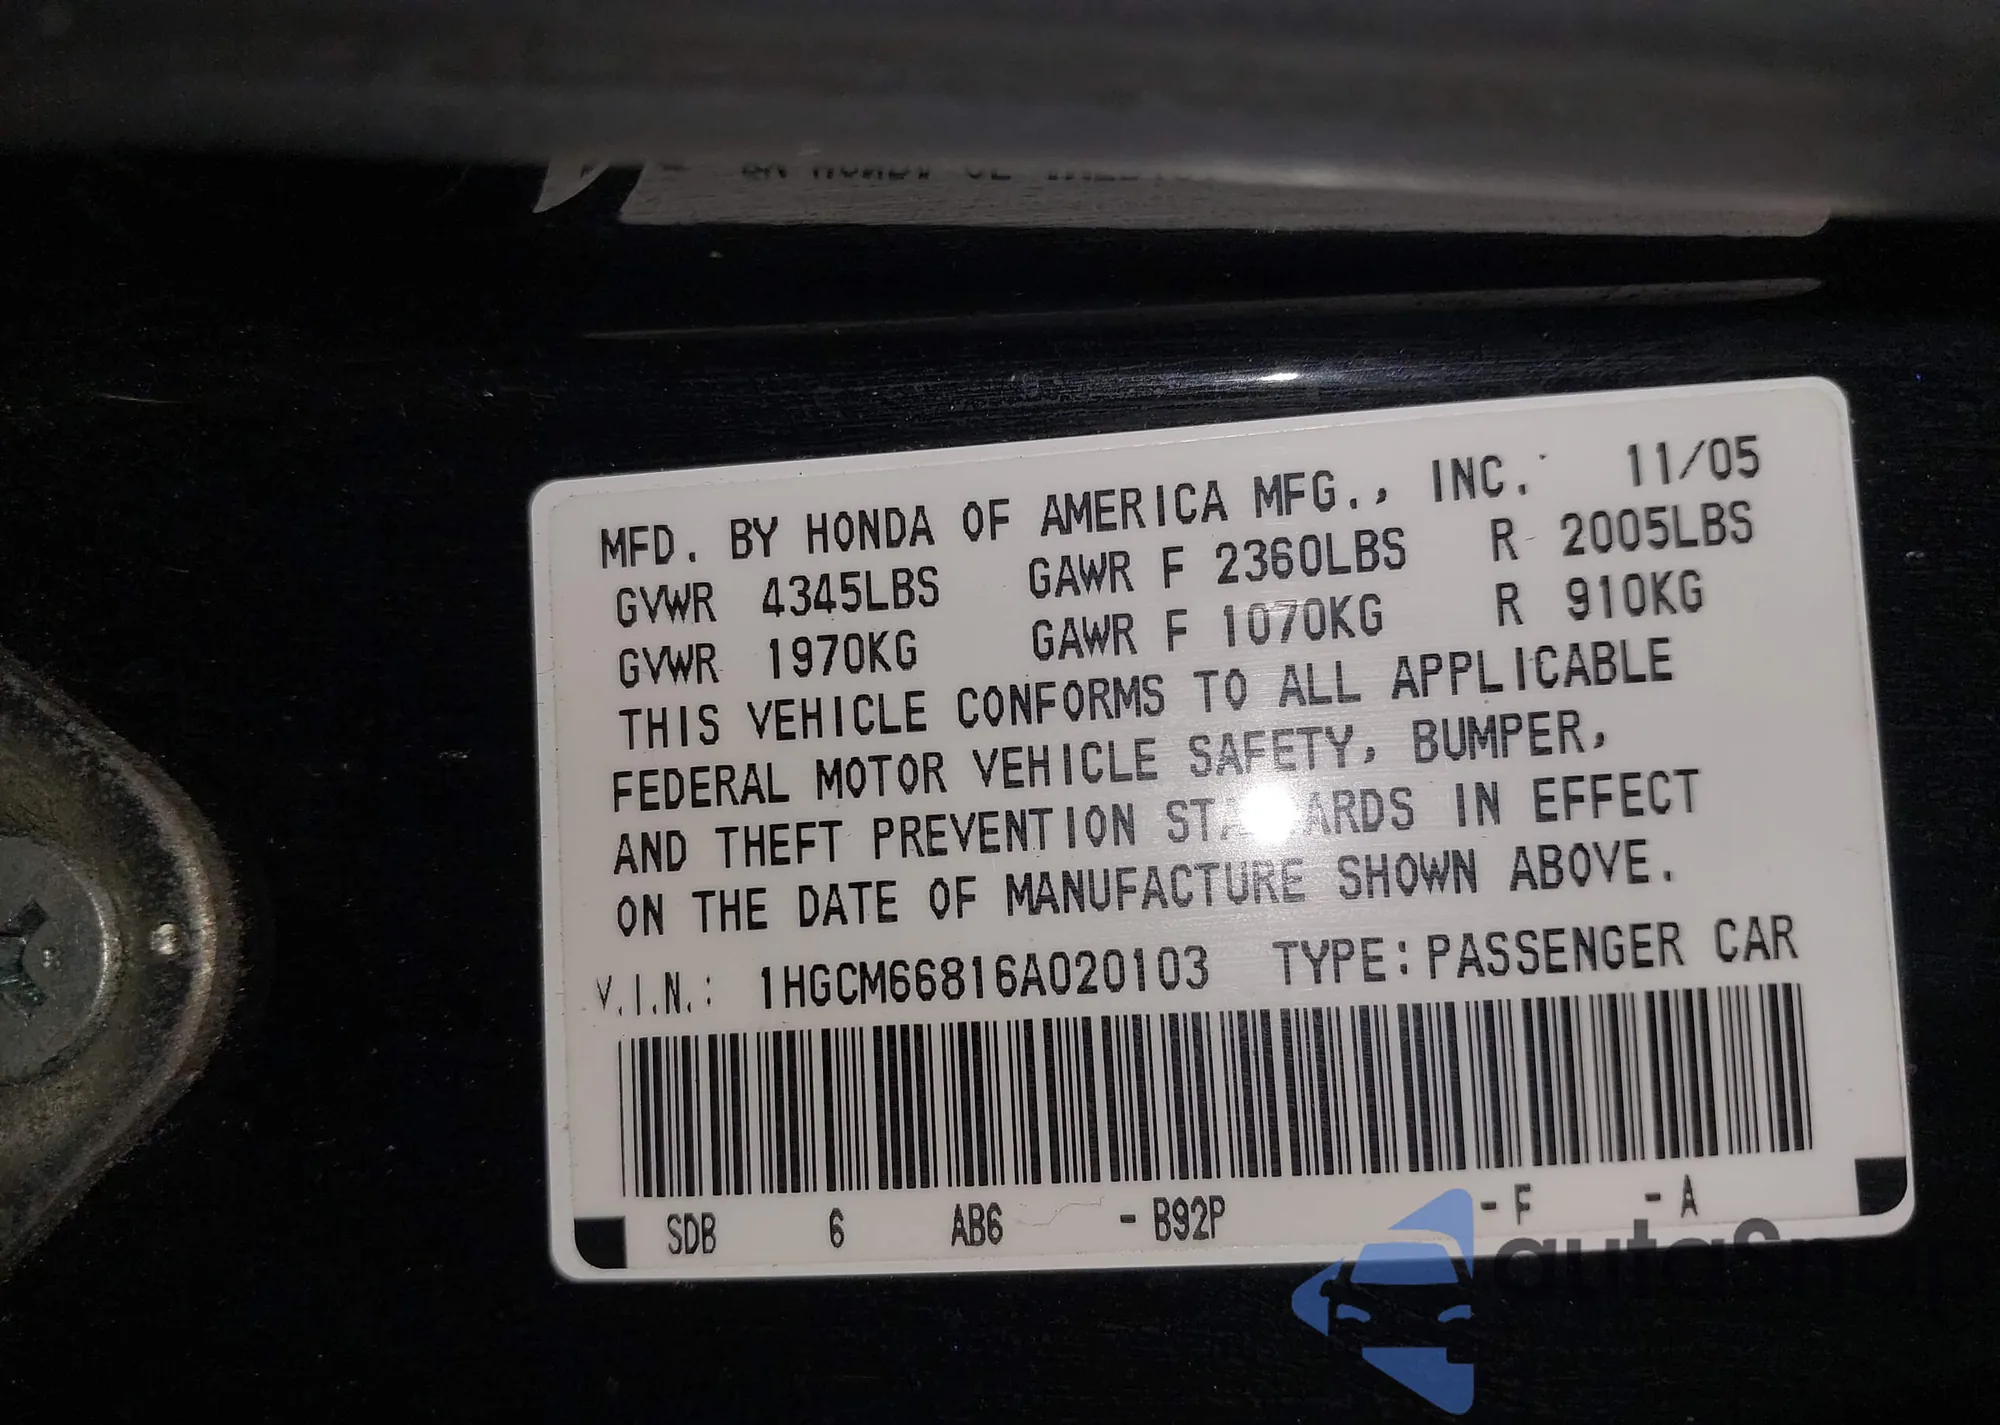 MFD. BY HONDA OF AMERICA MFG., INC. 11/05
GVWR 4345LBS GAWR F 2360LBS R 2005LBS
GVWR 1970KG GAWR F 1070KG R 910KG
THIS VEHICLE CONFORMS TO ALL APPLICABLE
FEDERAL MOTOR VEHICLE SAFETY, BUMPER,
AND THEFT PREVENTION STANDARDS IN EFFECT
ON THE DATE OF MANUFACTURE SHOWN ABOVE.
V.I.N.: 1HGCM66816A020103 TYPE: PASSENGER CAR
SDB 6 AB6 - B92P - F - A